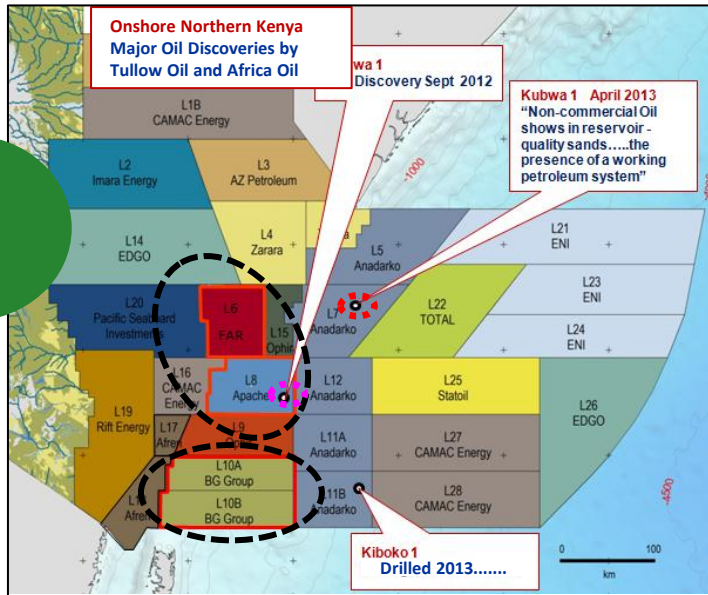 Onshore Northern Kenya
Major Oil Discoveries by
Tullow Oil and Africa Oil
wa 1
Discovery Sept 2012
Kubwa 1 April 2013
“Non-commercial Oil
shows in reservoir -
quality sands.....the
presence of a working
petroleum system”
L1B
CAMAC Energy
-1000
L2
Imara Energy
L3
AZ Petroleum
L4
Zarara
L5
Anadarko
L21
ENI
L14
EDGO
L23
ENI
L20
Pacific Seaboard
Investments
L6
FAR
L15
Ophir
L7
Anadarko
L22
TOTAL
L24
ENI
L16
CAMAC
Energy
L8
Apache
L12
Anadarko
L25
Statoil
L26
EDGO
L19
Rift Energy
L17
Afren
L9
L11A
Anadarko
L27
CAMAC Energy
L10A
BG Group
L10B
BG Group
Afren
L11B
Anadarko
L28
CAMAC Energy
-4500
Kiboko 1
Drilled 2013.......
0 100
km